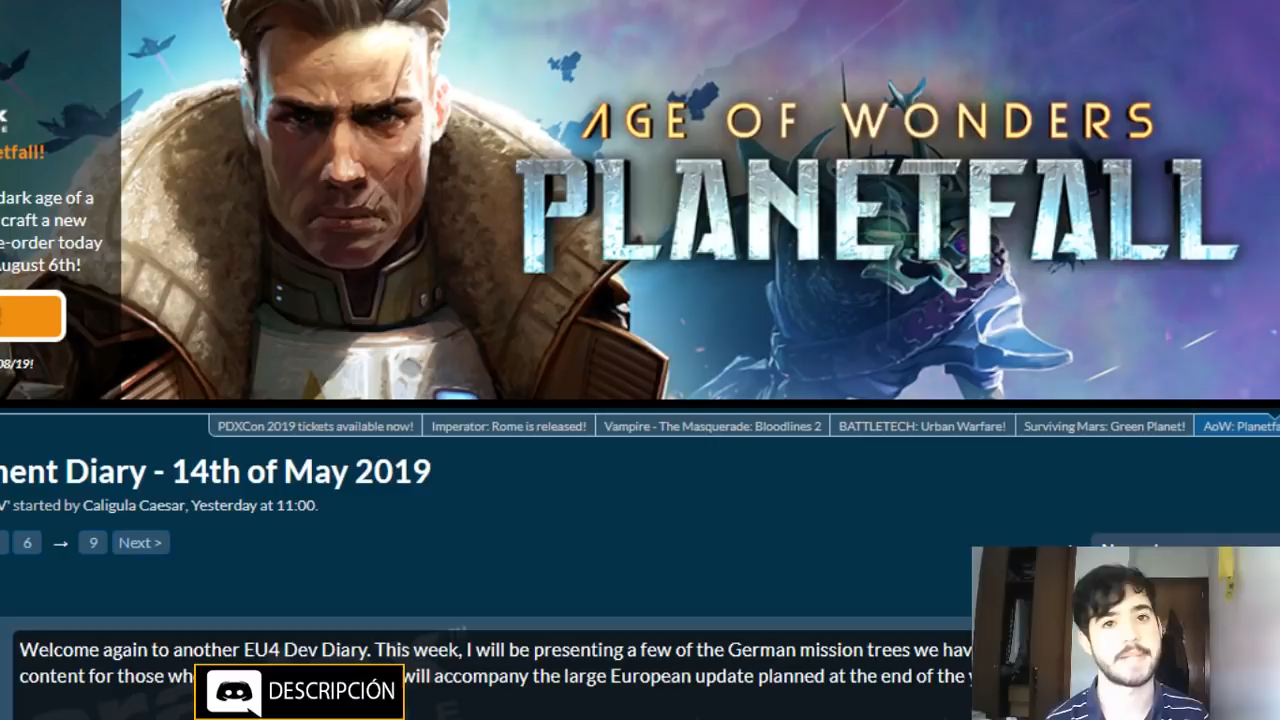 AGE OF WONDERS
PLANETFALL
etfall!
dark age of a
craft a new
e-order today
August 6th!
08/19!
PDXCon 2019 tickets available now!
Imperator: Rome is released!
Vampire - The Masquerade: Bloodlines 2
BATTLETECH: Urban Warfare!
Surviving Mars: Green Planet!
AoW: Planetfa
ment Diary - 14th of May 2019
V' started by Caligula Caesar, Yesterday at 11:00.
6 → 9 Next >
Welcome again to another EU4 Dev Diary. This week, I will be presenting a few of the German mission trees we hav
content for those wh will accompany the large European update planned at the end of the y
DESCRIPCIÓN